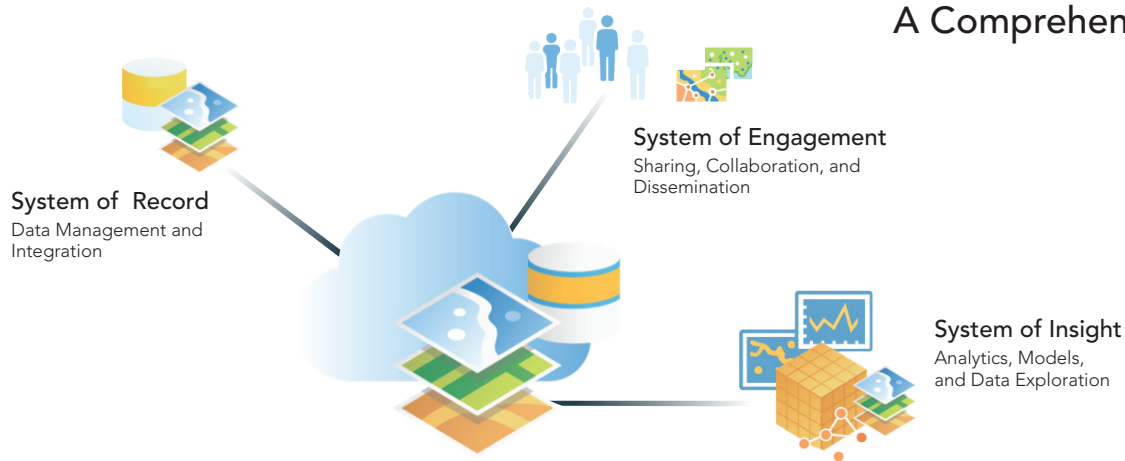 A Comprehen
System of Engagement
Sharing, Collaboration, and
Dissemination
System of Record
Data Management and
Integration
System of Insight
Analytics, Models,
and Data Exploration